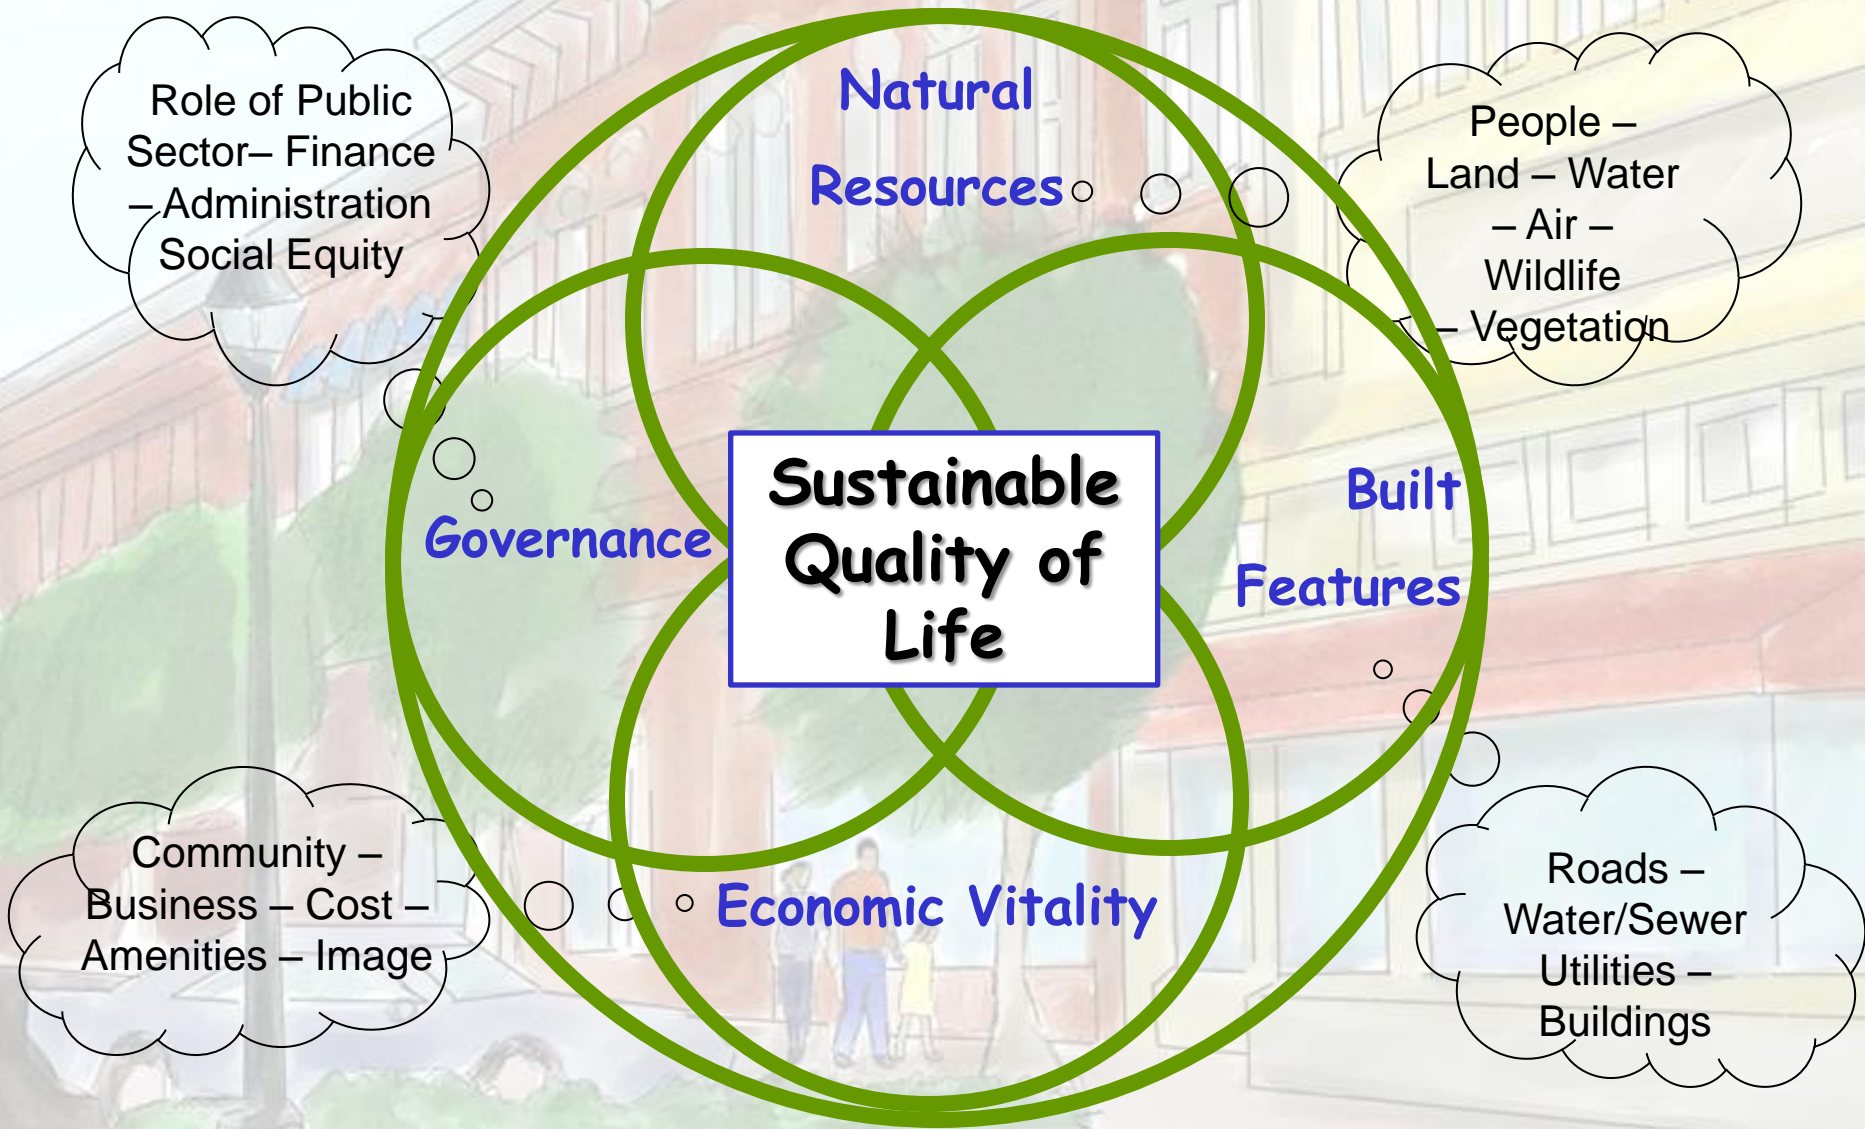 Natural
Resources
Role of Public
Sector– Finance
– Administration
Social Equity
People –
Land – Water
– Air –
Wildlife
– Vegetation
Governance
Sustainable
Quality of
Life
Built
Features
Community –
Business – Cost –
Amenities – Image
Economic Vitality
Roads –
Water/Sewer
Utilities –
Buildings